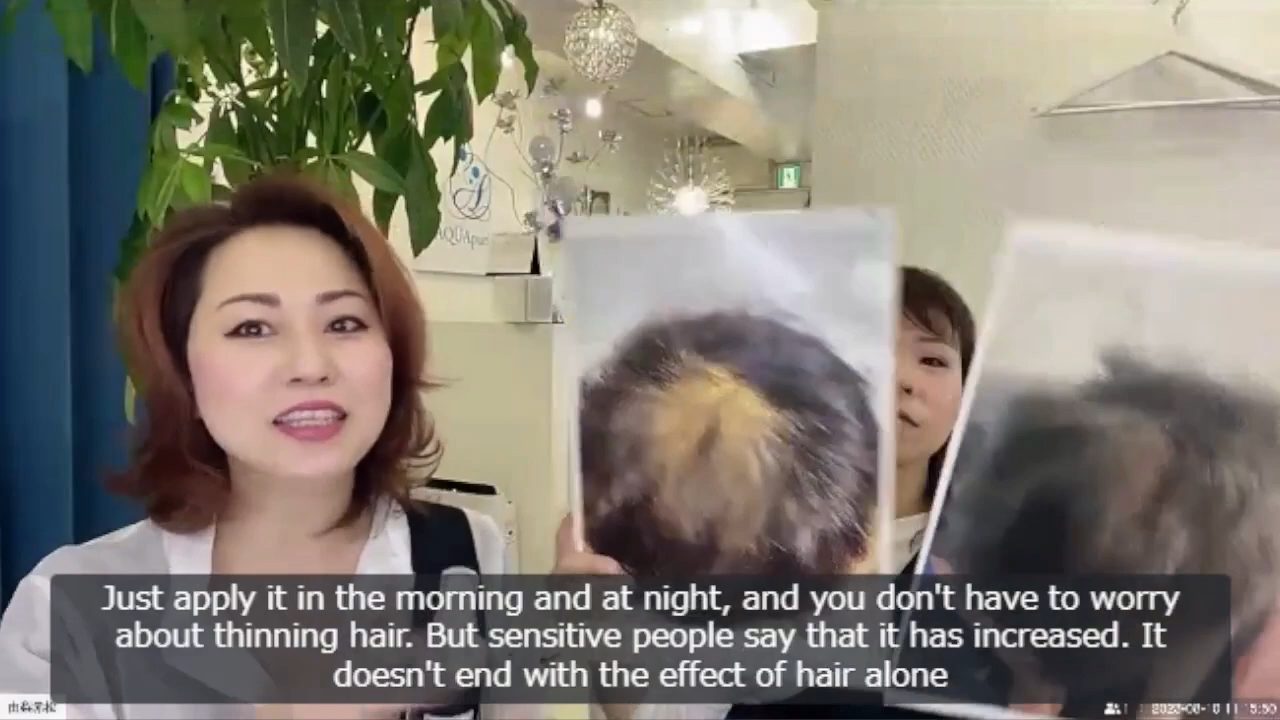 AQUApur
Just apply it in the morning and at night, and you don't have to worry
about thinning hair. But sensitive people say that it has increased. It
doesn't end with the effect of hair alone